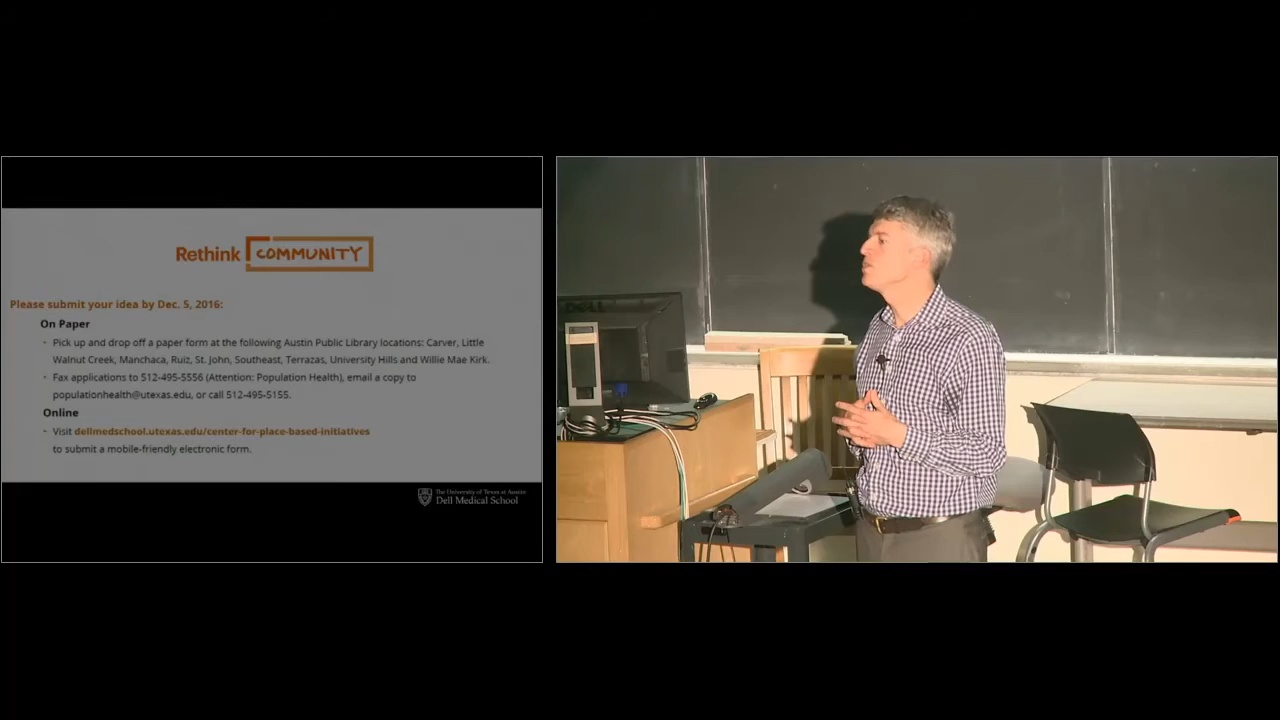 Rethink COMMUNITY
Please submit your idea by Dec. 5, 2016:
On Paper
- Pick up and drop off a paper form at the following Austin Public Library locations: Carver, Little
Walnut Creek, Manchaca, Ruiz, St. John, Southeast, Terrazas, University Hills and Willie Mae Kirk.
- Fax applications to 512-495-5556 (Attention: Population Health), email a copy to
populationhealth@utexas.edu, or call 512-495-5155.
Online
- Visit dellmedschool.utexas.edu/center-for-place-based-initiatives
to submit a mobile-friendly electronic form.
The University of Texas at Austin
Dell Medical School
DELL